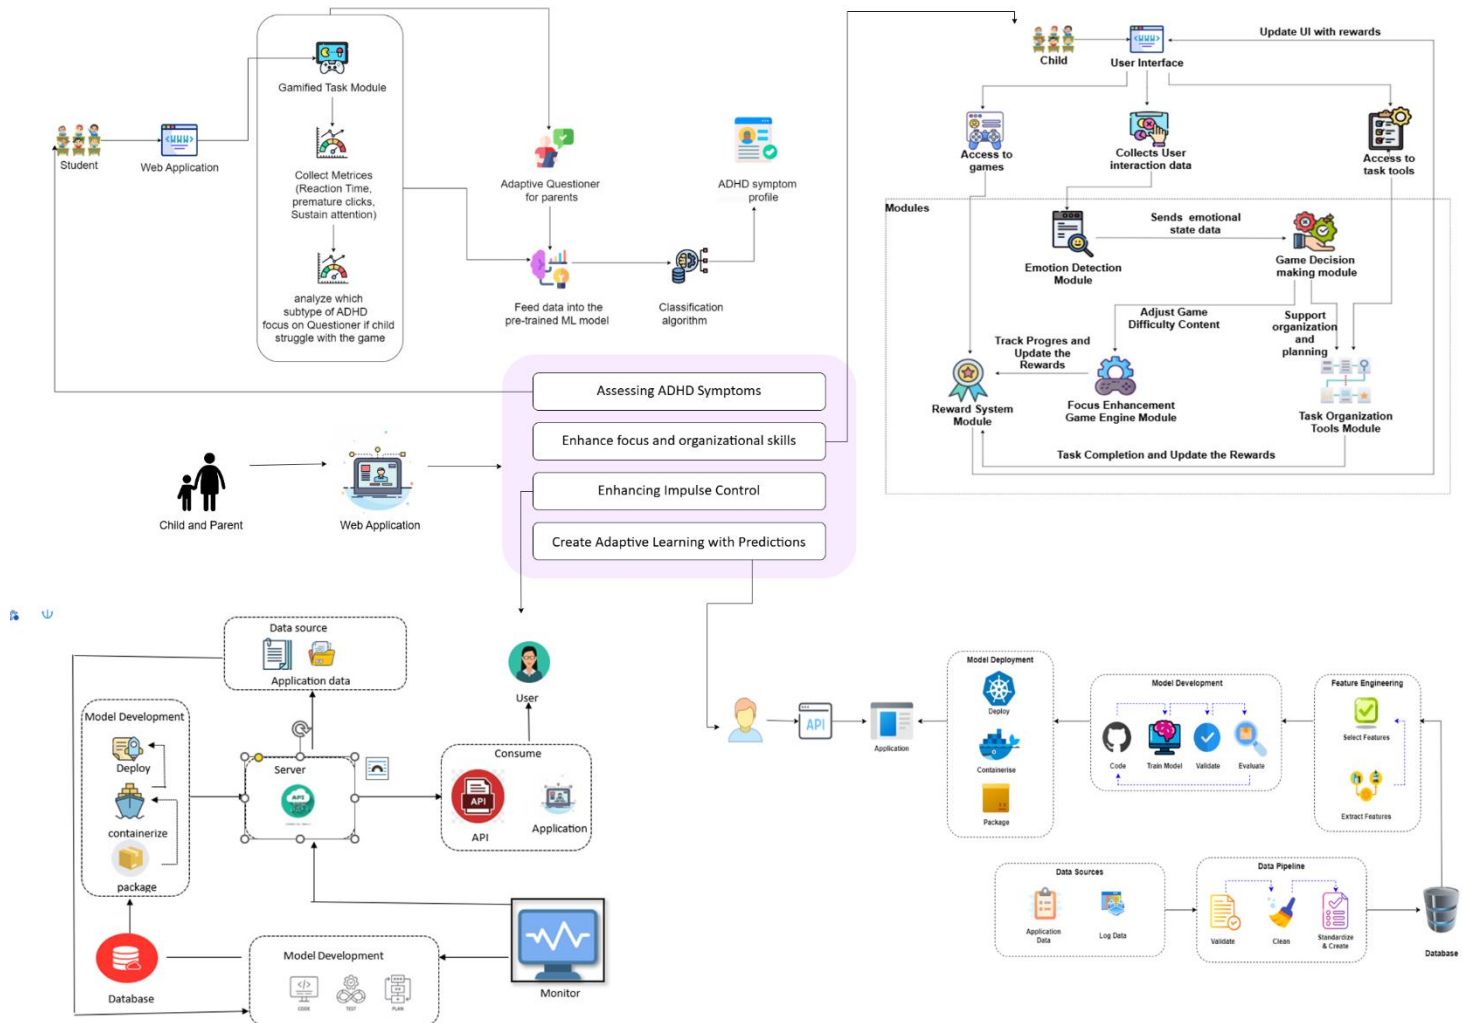 Gamified Task Module
Student
Web Application
Collect Metrices
(Reaction Time,
premature clicks,
Sustain attention)
analyze which
subtype of ADHD
focus on Questioner if child
struggle with the game
Adaptive Questioner
for parents
ADHD symptom
profile
Feed data into the
pre-trained ML model
Classification
algorithm
Child
User Interface
Update UI with rewards
Access to
games
Collects User
interaction data
Access to
task tools
Modules
Emotion Detection
Module
Sends emotional
state data
Game Decision
making module
Adjust Game
Difficulty Content
Support
organization
and
planning
Track Progres and
Update the
Rewards
Reward System
Module
Focus Enhancement
Game Engine Module
Task Organization
Tools Module
Task Completion and Update the Rewards
Child and Parent
Web Application
Assessing ADHD Symptoms
Enhance focus and organizational skills
Enhancing Impulse Control
Create Adaptive Learning with Predictions
Data source
Application data
Model Development
Deploy
containerize
package
Server
API
User
Consume
API
API
Application
Database
Model Development
CODE
TEST
PLAN
Monitor
API
Application
Model Deployment
Deploy
Containerise
Package
Model Development
Code
Train Model
Validate
Evaluate
Feature Engineering
Select Features
Extract Features
Data Sources
Application
Data
Log Data
Data Pipeline
Validate
Clean
Standardize
& Create
Database